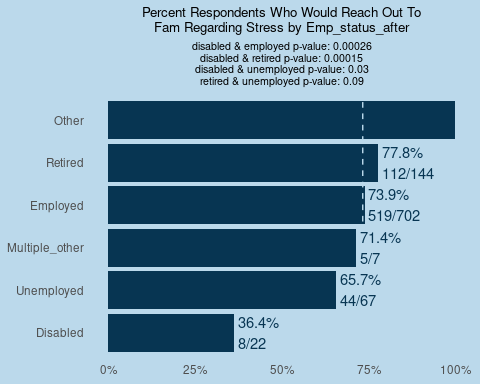 Percent Respondents Who Would Reach Out To
Fam Regarding Stress by Emp_status_after
disabled & employed p-value: 0.00026
disabled & retired p-value: 0.00015
disabled & unemployed p-value: 0.03
retired & unemployed p-value: 0.09
Other
Retired
77.8%
112/144
Employed
73.9%
519/702
Multiple_other
71.4%
5/7
Unemployed
65.7%
44/67
Disabled
36.4%
8/22
0%
25%
50%
75%
100%